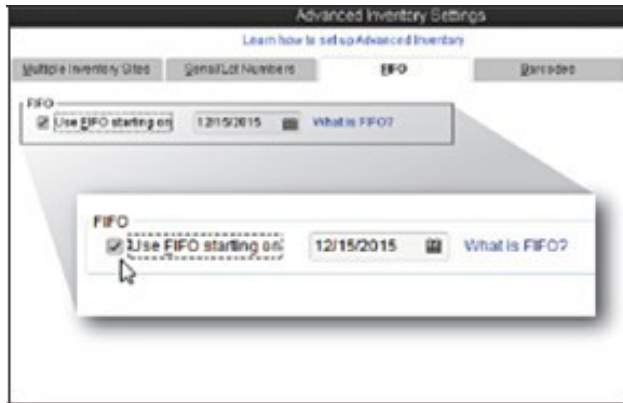 Advanced Inventory Settings
Learn how to set up Advanced Inventory
Multiple Inventory Sites Serial/Lot Numbers FIFO Barcodes
FIFO
Use FIFO starting on 12/15/2015 What is FIFO?
FIFO
Use FIFO starting on 12/15/2015 What is FIFO?